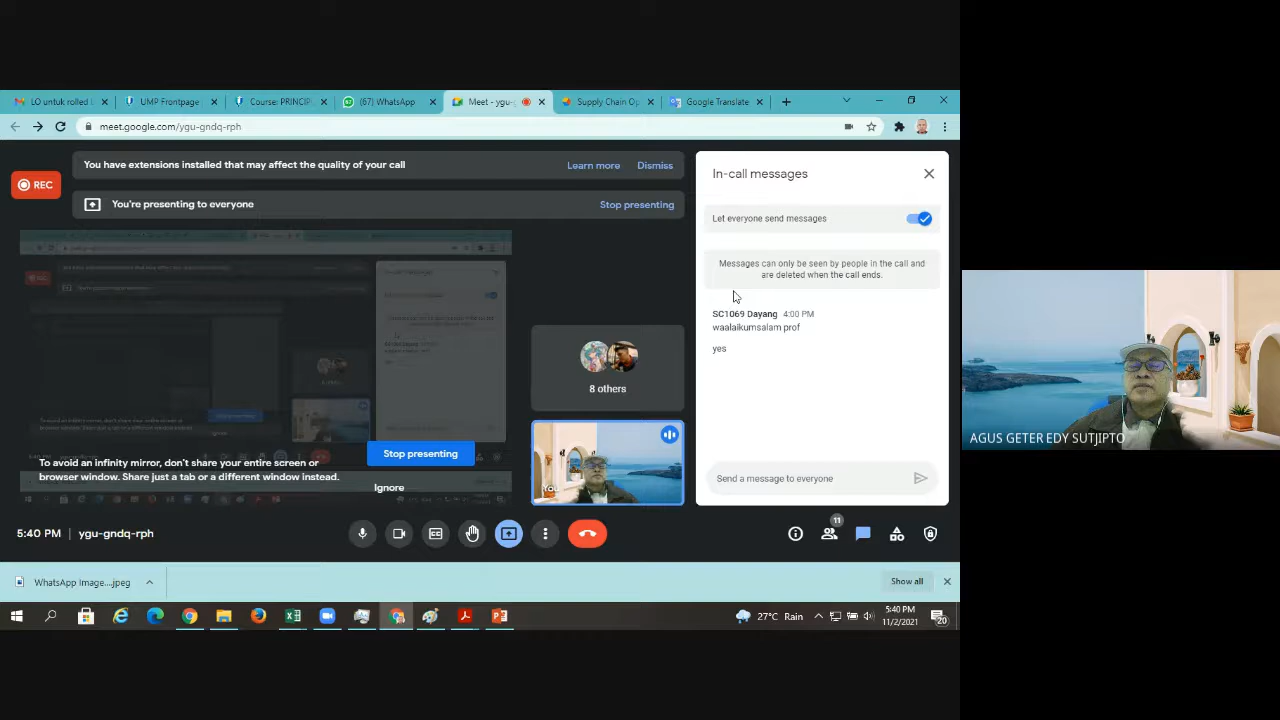 LO untuk rolled
UMP Frontpage
Course: PRINCIPI
(67) WhatsApp
Meet - ygu-
Supply Chain Op
Google Translate
meet.google.com/ygu-gndq-rph
REC
You have extensions installed that may affect the quality of your call
Learn more
Dismiss
You're presenting to everyone
Stop presenting
In-call messages
Let everyone send messages
Messages can only be seen by people in the call and
are deleted when the call ends.
SC1069 Dayang 4:00 PM
waalaikumsalam prof
yes
8 others
You
Stop presenting
To avoid an infinity mirror, don't share your entire screen or
browser window. Share just a tab or a different window instead.
Ignore
Send a message to everyone
AGUS GETER EDY SUTJIPTO
5:40 PM | ygu-gndq-rph
11
WhatsApp Image....jpeg
Show all
27°C Rain
5:40 PM
11/2/2021
20